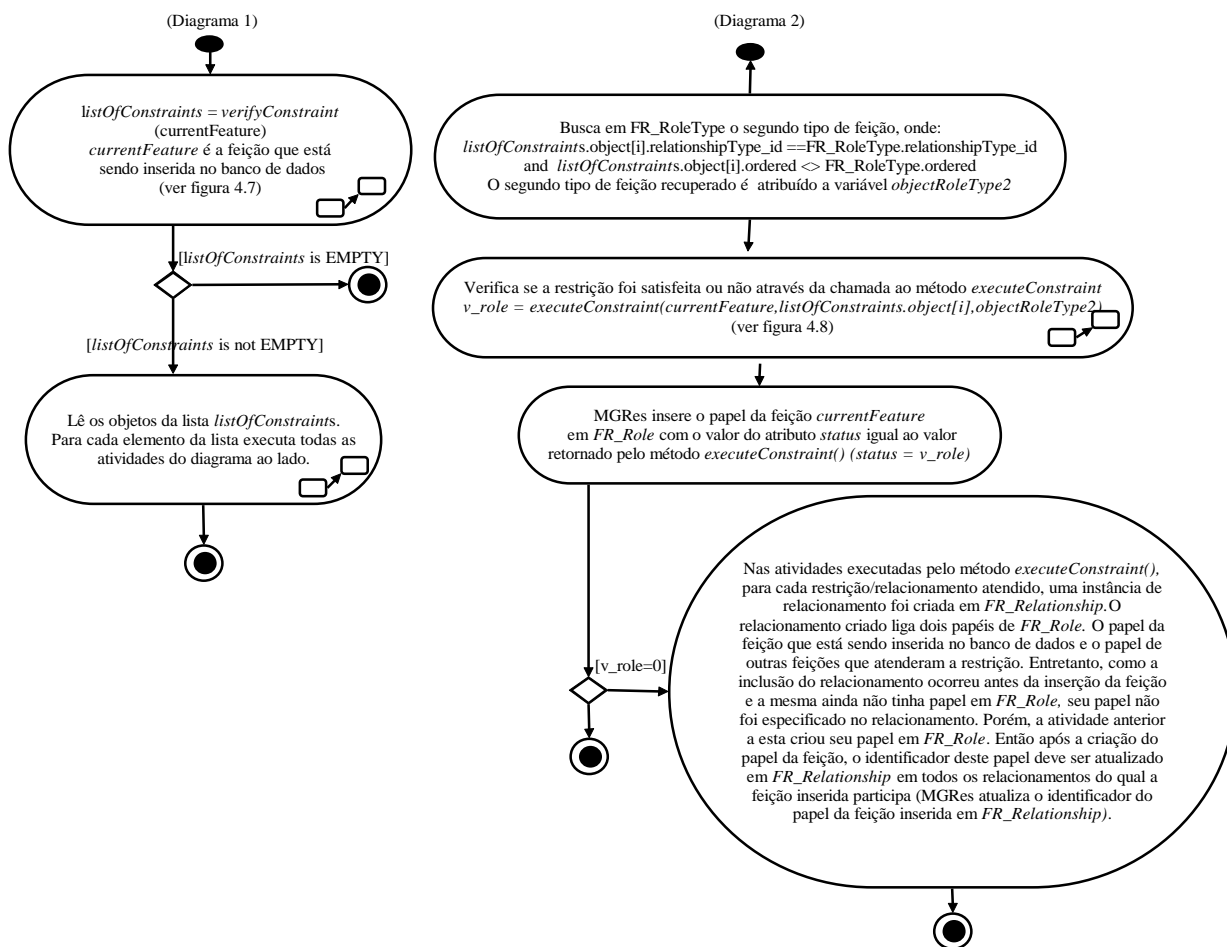 (Diagrama 1)
listOfConstraints = verifyConstraint
(currentFeature)
currentFeature é a feição que está
sendo inserida no banco de dados
(ver figura 4.7)
[listOfConstraints is EMPTY]
[listOfConstraints is not EMPTY]
Lê os objetos da lista listOfConstraints.
Para cada elemento da lista executa todas as
atividades do diagrama ao lado.
(Diagrama 2)
Busca em FR_RoleType o segundo tipo de feição, onde:
listOfConstraints.object[i].relationshipType_id ==FR_RoleType.relationshipType_id
and listOfConstraints.object[i].ordered <> FR_RoleType.ordered
O segundo tipo de feição recuperado é atribuído a variável objectRoleType2
Verifica se a restrição foi satisfeita ou não através da chamada ao método executeConstraint
v_role = executeConstraint(currentFeature,listOfConstraints.object[i],objectRoleType2)
(ver figura 4.8)
MGRes insere o papel da feição currentFeature
em FR_Role com o valor do atributo status igual ao valor
retornado pelo método executeConstraint() (status = v_role)
[v_role=0]
Nas atividades executadas pelo método executeConstraint(),
para cada restrição/relacionamento atendido, uma instância de
relacionamento foi criada em FR_Relationship.O
relacionamento criado liga dois papéis de FR_Role. O papel da
feição que está sendo inserida no banco de dados e o papel de
outras feições que atenderam a restrição. Entretanto, como a
inclusão do relacionamento ocorreu antes da inserção da feição
e a mesma ainda não tinha papel em FR_Role, seu papel não
foi especificado no relacionamento. Porém, a atividade anterior
a esta criou seu papel em FR_Role. Então após a criação do
papel da feição, o identificador deste papel deve ser atualizado
em FR_Relationship em todos os relacionamentos do qual a
feição inserida participa (MGRes atualiza o identificador do
papel da feição inserida em FR_Relationship).